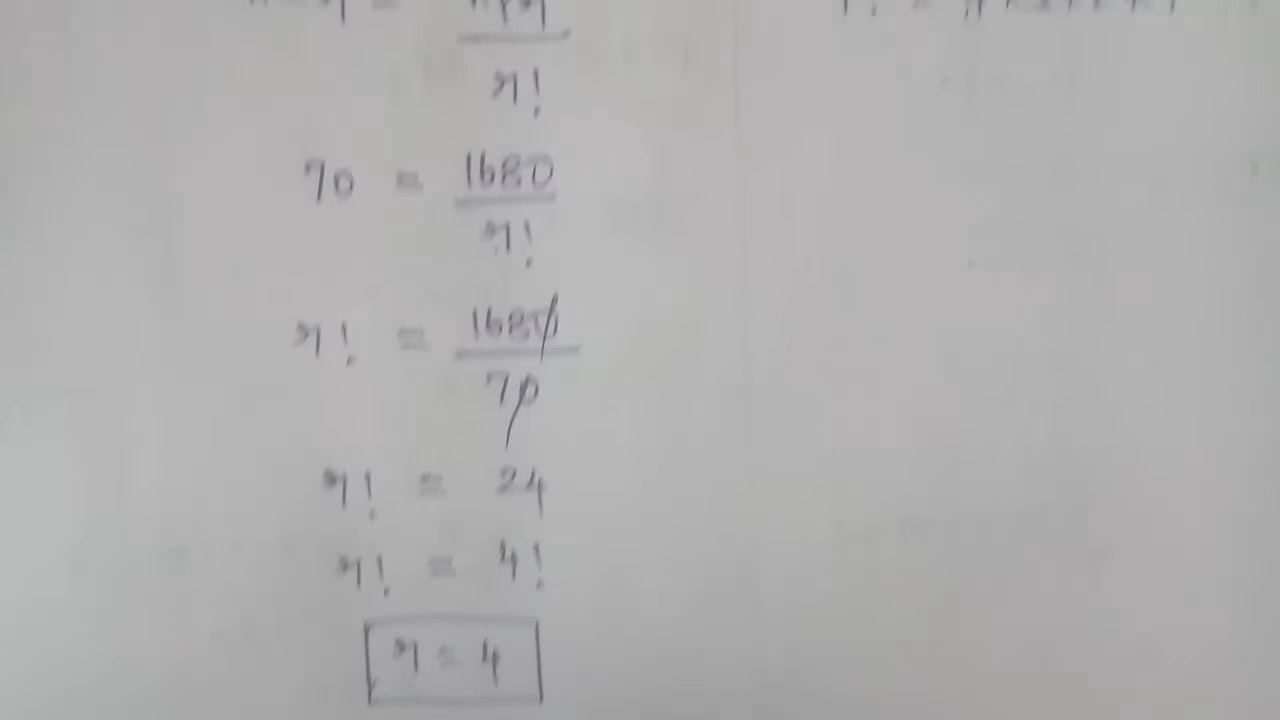 r!
70 = 1680
r!
r! = 1680
70
r! = 24
r! = 4!
r = 4